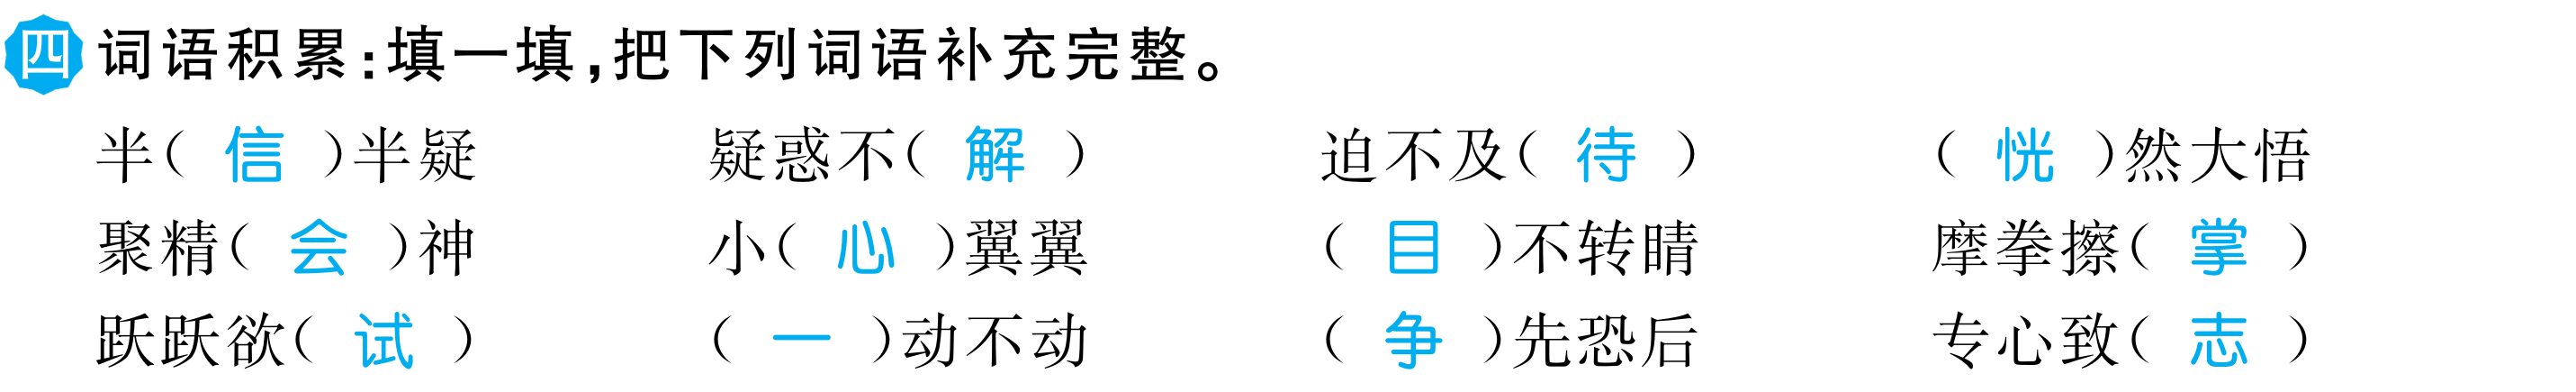 四 词语积累:填一填,把下列词语补充完整。
半( 信 )半疑 疑惑不( 解 ) 迫不及( 待 ) ( 恍 )然大悟
聚精( 会 )神 小( 心 )翼翼 ( 目 )不转睛 摩拳擦( 掌 )
跃跃欲( 试 ) ( 一 )动不动 ( 争 )先恐后 专心致( 志 )